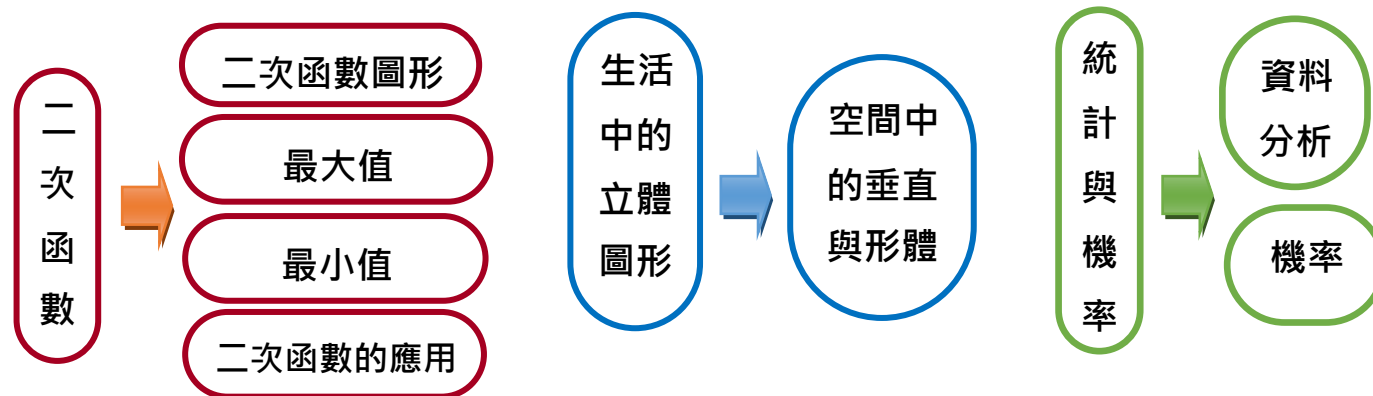 二次函數
二次函數圖形
最大值
最小值
二次函數的應用
生活
中的
立體
圖形
空間中
的垂直
與形體
統計與機率
資料
分析
機率